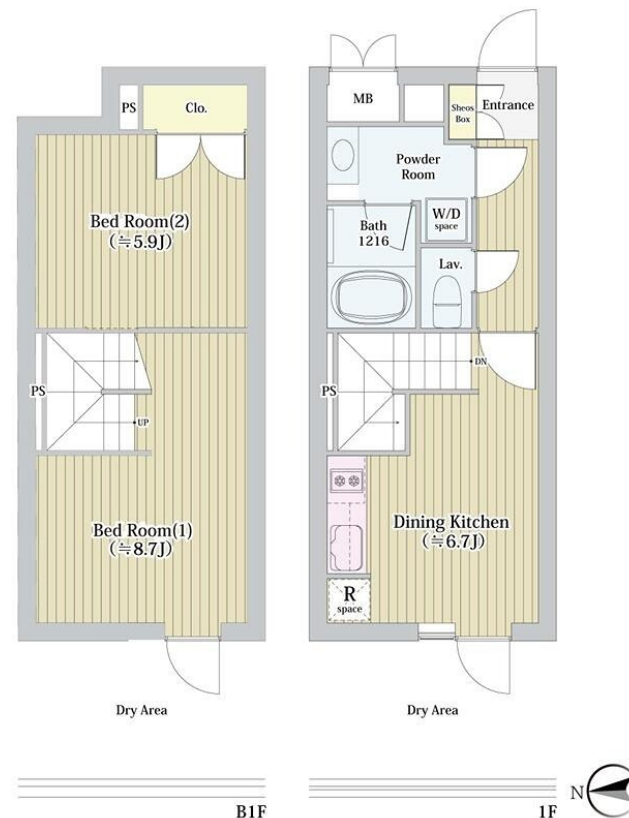 PS
Clo.
Bed Room(2)
(≒5.9J)
PS
UP
Bed Room(1)
(≒8.7J)
Dry Area
B1F
MB
Sheos
Box
Entrance
Powder
Room
Bath
1216
W/D
space
Lav.
PS
DN
Dining Kitchen
(≒6.7J)
R
space
Dry Area
1F
N